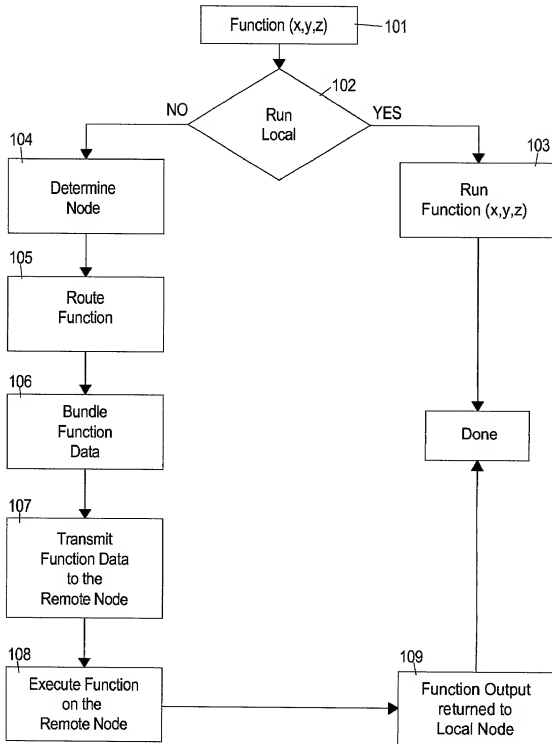 Function (x,y,z)
101
102
Run
Local
NO
YES
104
Determine
Node
103
Run
Function (x,y,z)
105
Route
Function
106
Bundle
Function
Data
Done
107
Transmit
Function Data
to the
Remote Node
108
Execute Function
on the
Remote Node
109
Function Output
returned to
Local Node